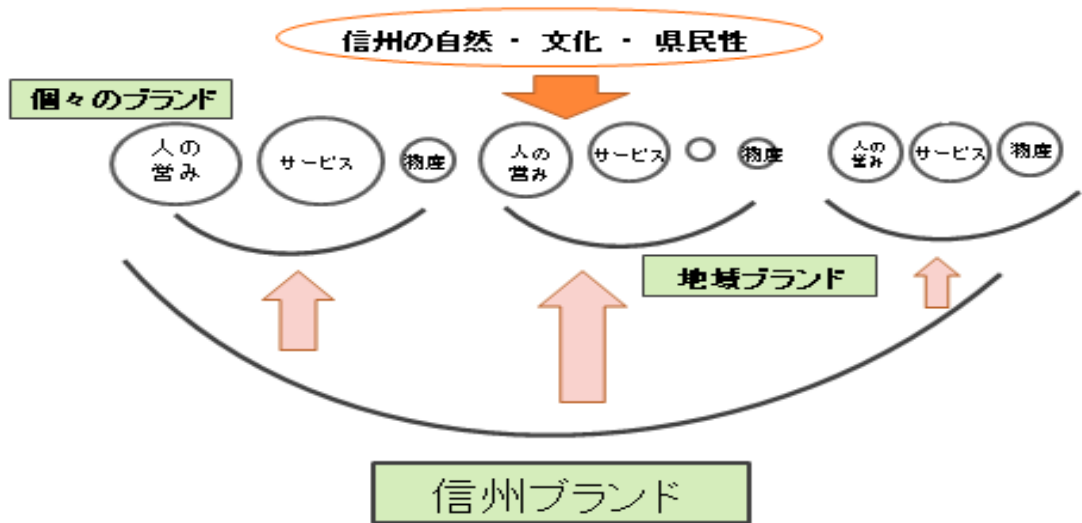 信州の自然 ・ 文化 ・ 県民性
個々のブランド
人の
営み
サービス
物産
人の
営み
サービス
物産
人の
営み
サービス
物産
地域ブランド
信州ブランド